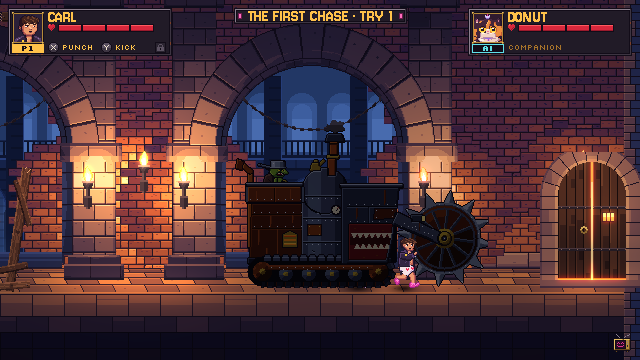 CARL
P1
X PUNCH Y KICK
THE FIRST CHASE · TRY 1
DONUT
AI COMPANION